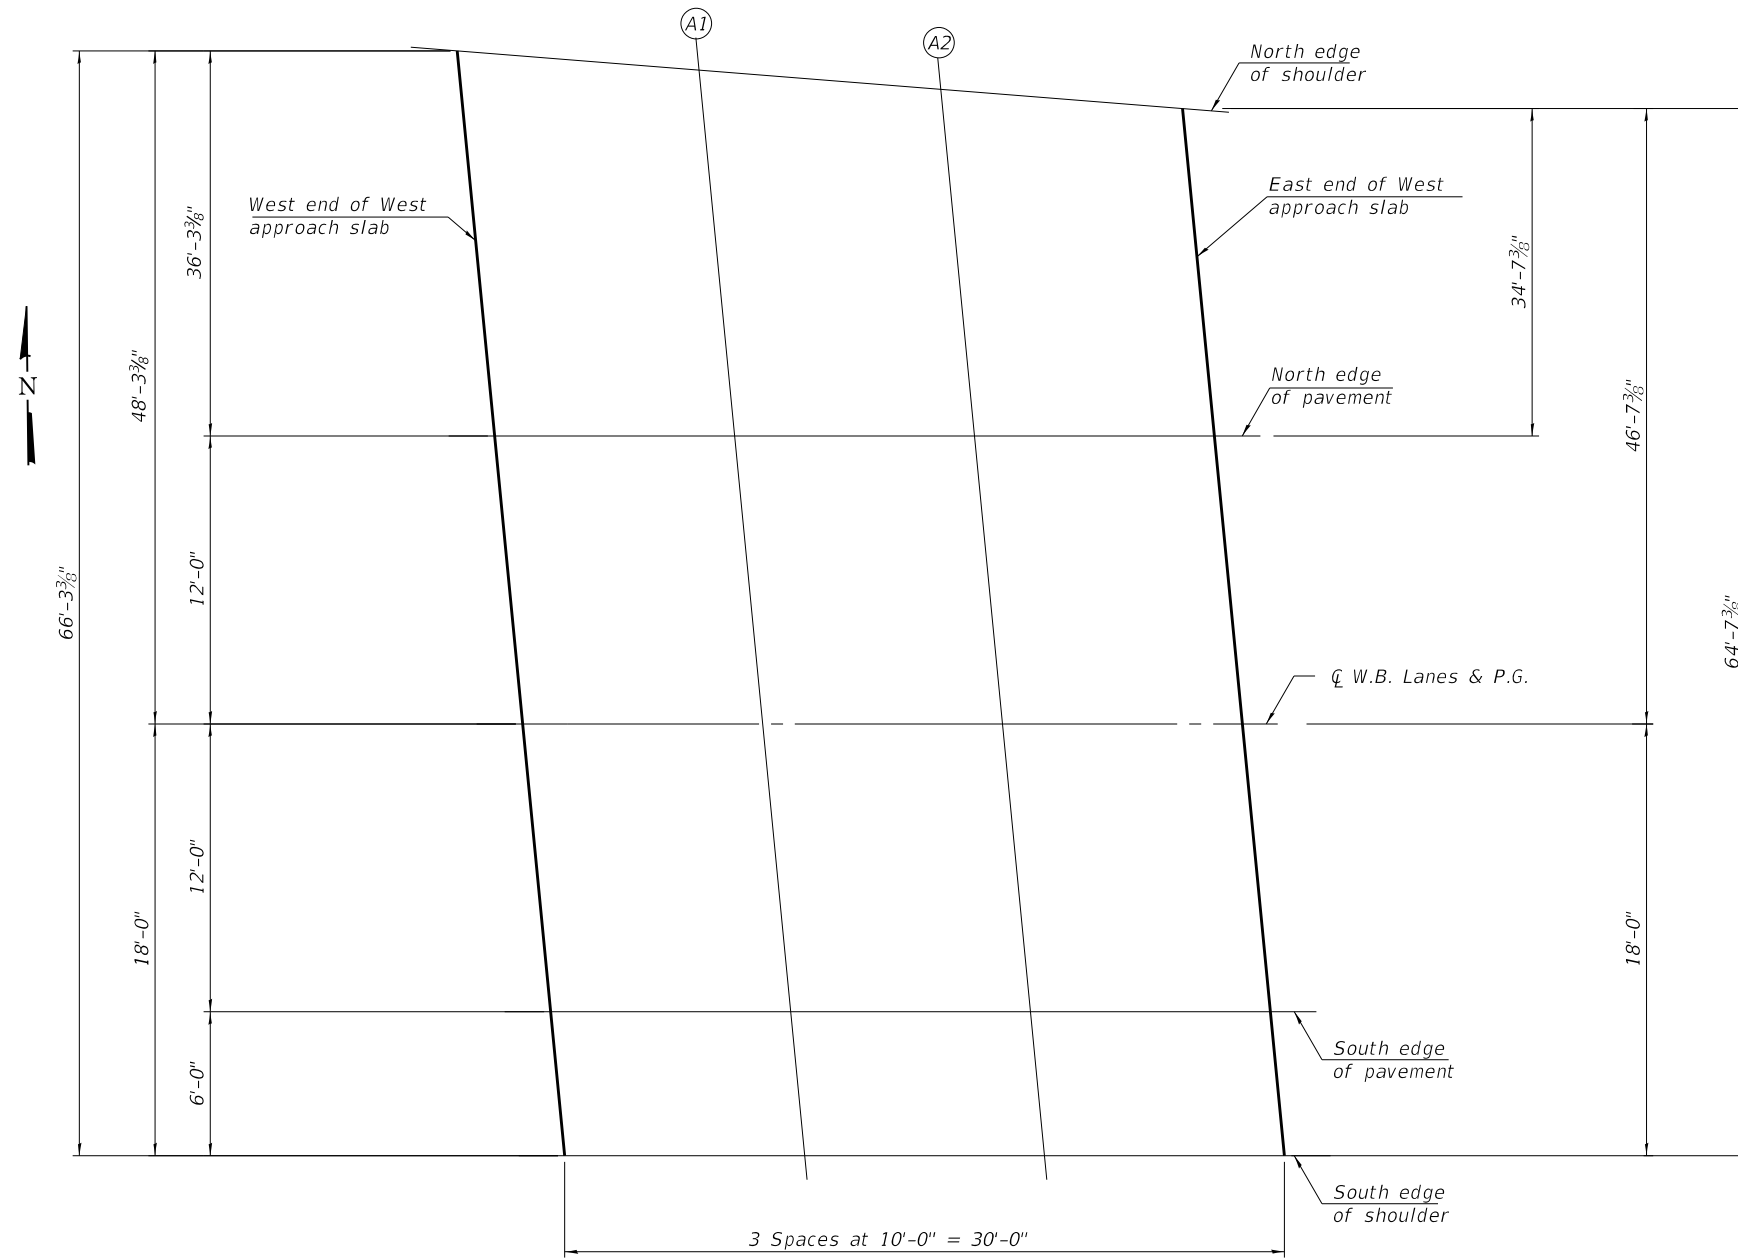 A1
A2
North edge
of shoulder
West end of West
approach slab
East end of West
approach slab
36'-3⅜"
34'-7⅜"
N
48'-3⅜"
46'-7⅜"
North edge
of pavement
12'-0"
66'-3⅜"
64'-7⅜"
℄ W.B. Lanes & P.G.
12'-0"
18'-0"
18'-0"
South edge
of pavement
6'-0"
South edge
of shoulder
3 Spaces at 10'-0" = 30'-0"